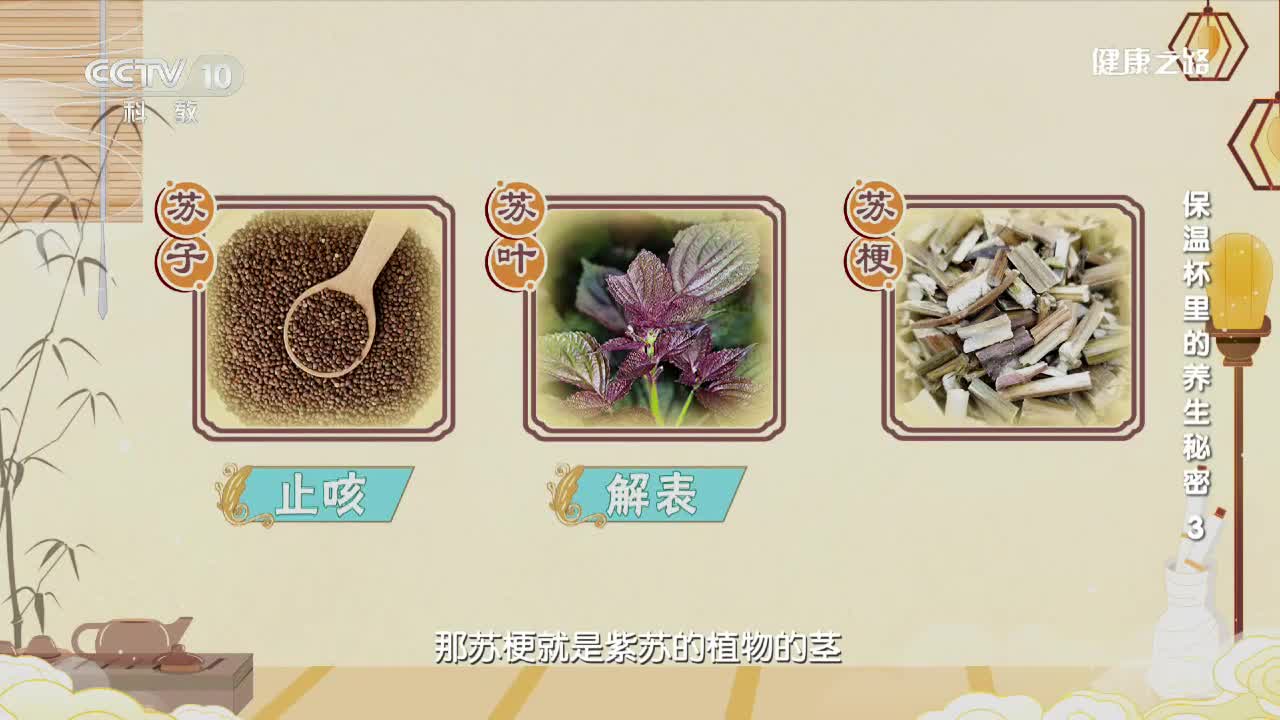 CCTV 10
科 教
健康之路
苏子
苏叶
苏梗
止咳
解表
保温杯里的养生秘密 3
那苏梗就是紫苏的植物的茎